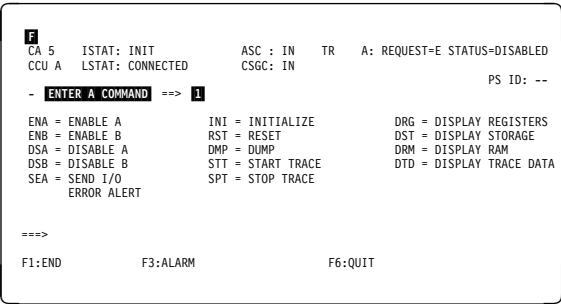 F
CA 5 ISTAT: INIT ASC : IN TR A: REQUEST=E STATUS=DISABLED
CCU A LSTAT: CONNECTED CSGC: IN
PS ID: --
- ENTER A COMMAND ==> 1
ENA = ENABLE A INI = INITIALIZE DRG = DISPLAY REGISTERS
ENB = ENABLE B RST = RESET DST = DISPLAY STORAGE
DSA = DISABLE A DMP = DUMP DRM = DISPLAY RAM
DSB = DISABLE B STT = START TRACE DTD = DISPLAY TRACE DATA
SEA = SEND I/O SPT = STOP TRACE
ERROR ALERT
===>
F1:END F3:ALARM F6:QUIT